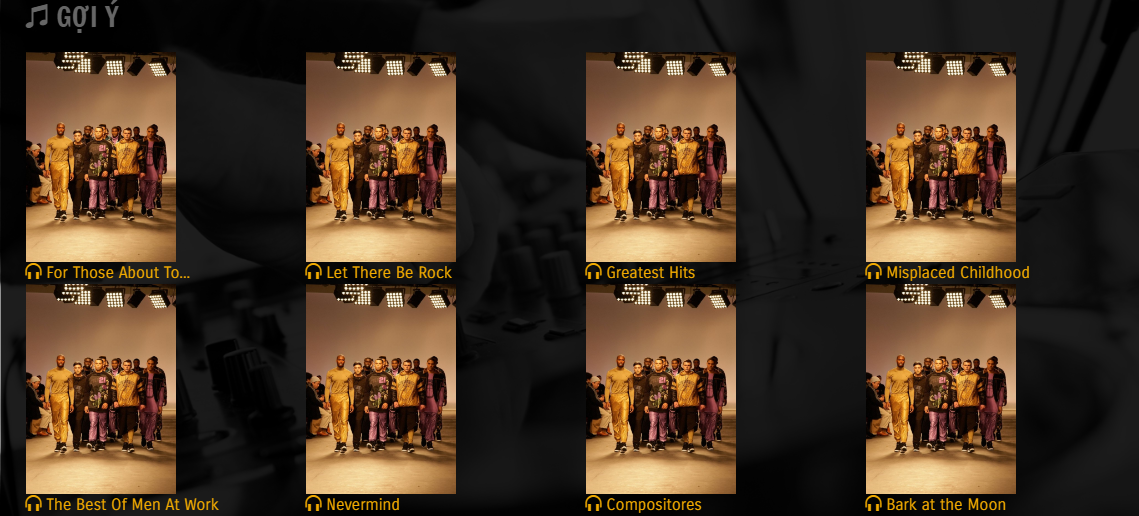 GỢI Ý
For Those About To...
Let There Be Rock
Greatest Hits
Misplaced Childhood
The Best Of Men At Work
Nevermind
Compositores
Bark at the Moon